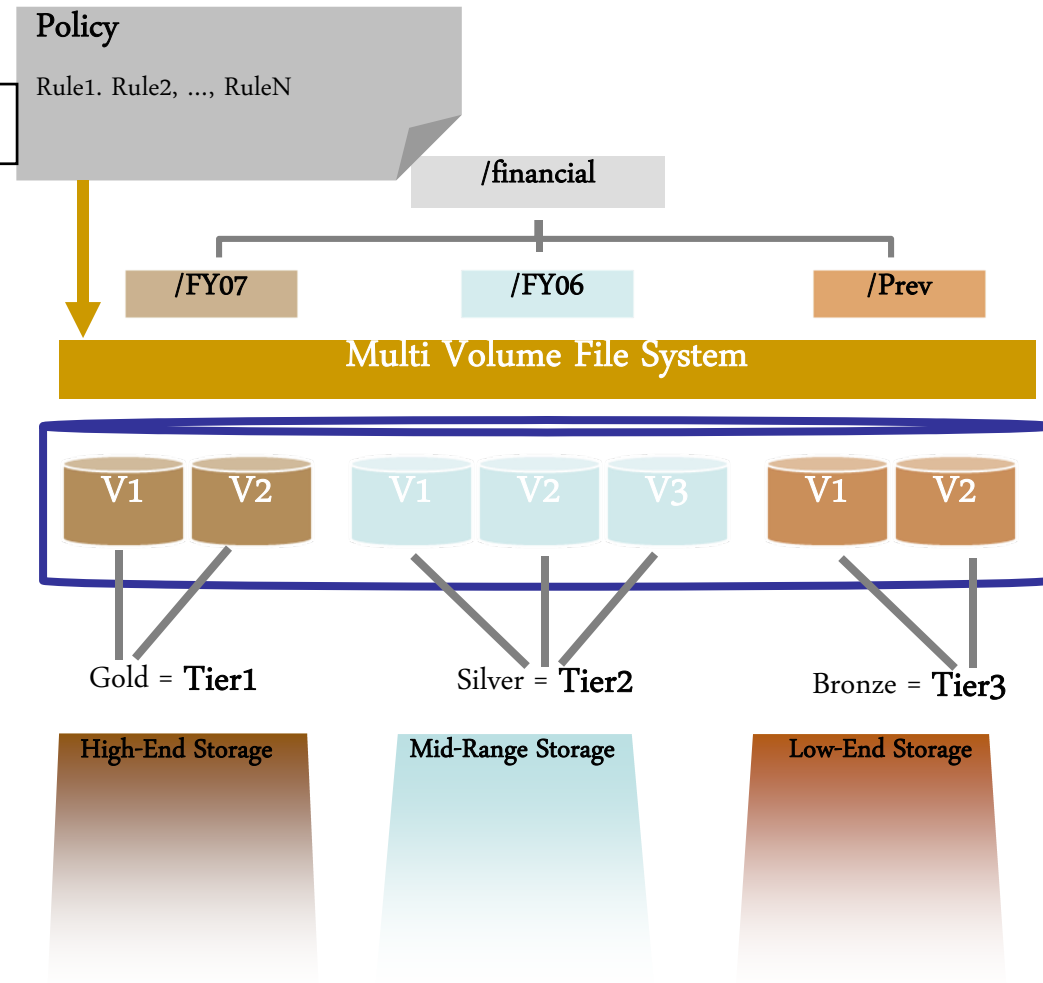 Policy
Rule1. Rule2, ..., RuleN
/financial
/FY07
/FY06
/Prev
Multi Volume File System
V1
V2
V1
V2
V3
V1
V2
Gold = Tier1
Silver = Tier2
Bronze = Tier3
High-End Storage
Mid-Range Storage
Low-End Storage